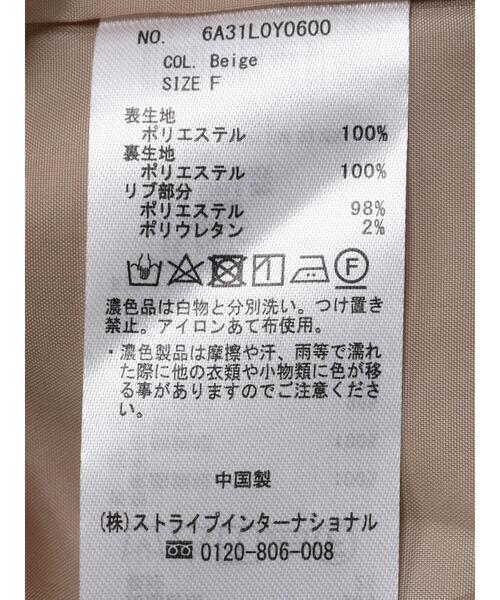 NO. 6A31L0Y0600
COL. Beige
SIZE F
表生地
ポリエステル 100%
裏生地
ポリエステル 100%
リブ部分
ポリエステル 98%
ポリウレタン 2%
F
濃色品は白物と分別洗い。つけ置き
禁止。アイロンあて布使用。
・濃色製品は摩擦や汗、雨等で濡れ
た際に他の衣類や小物類に色が移
る事がありますのでご注意くださ
い。
中国製
(株)ストライプインターナショナル
0120-806-008